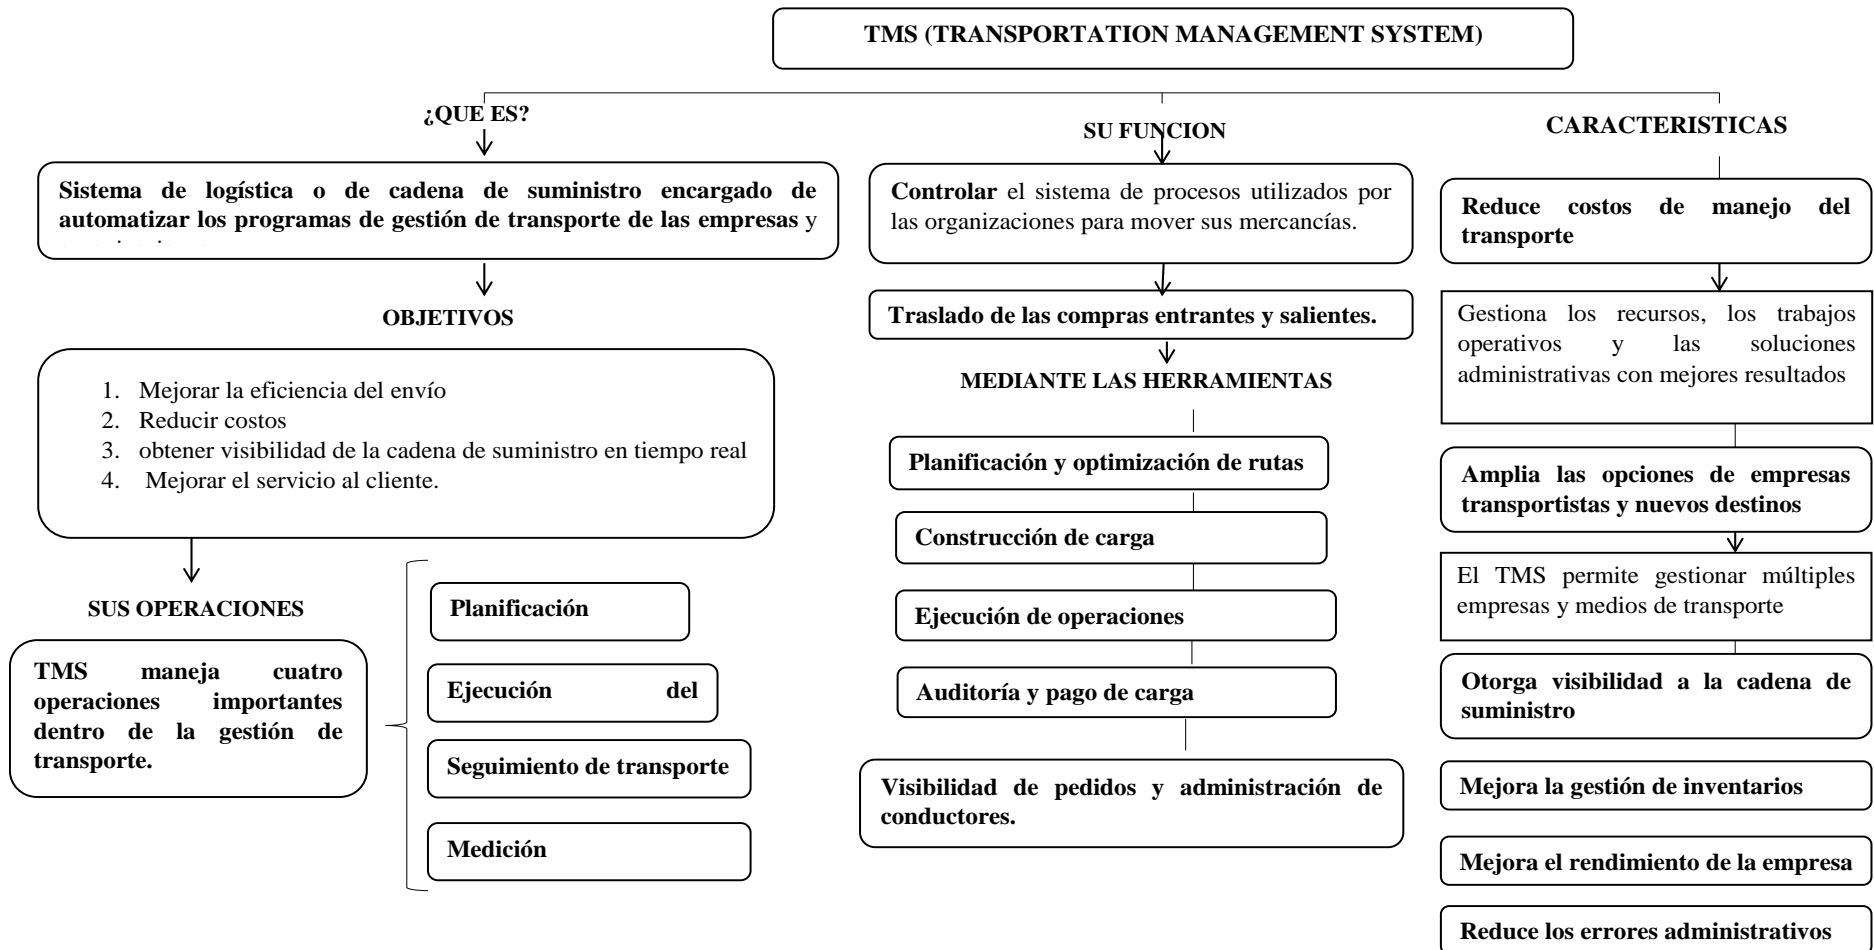 TMS (TRANSPORTATION MANAGEMENT SYSTEM)
¿QUE ES?
Sistema de logística o de cadena de suministro encargado de
automatizar los programas de gestión de transporte de las empresas y
OBJETIVOS
1. Mejorar la eficiencia del envío
2. Reducir costos
3. obtener visibilidad de la cadena de suministro en tiempo real
4. Mejorar el servicio al cliente.
SUS OPERACIONES
TMS maneja cuatro
operaciones importantes
dentro de la gestión de
transporte.
Planificación
Ejecución del
Seguimiento de transporte
Medición
SU FUNCION
Controlar el sistema de procesos utilizados por
las organizaciones para mover sus mercancías.
Traslado de las compras entrantes y salientes.
MEDIANTE LAS HERRAMIENTAS
Planificación y optimización de rutas
Construcción de carga
Ejecución de operaciones
Auditoría y pago de carga
Visibilidad de pedidos y administración de
conductores.
CARACTERISTICAS
Reduce costos de manejo del
transporte
Gestiona los recursos, los trabajos
operativos y las soluciones
administrativas con mejores resultados
Amplia las opciones de empresas
transportistas y nuevos destinos
El TMS permite gestionar múltiples
empresas y medios de transporte
Otorga visibilidad a la cadena de
suministro
Mejora la gestión de inventarios
Mejora el rendimiento de la empresa
Reduce los errores administrativos